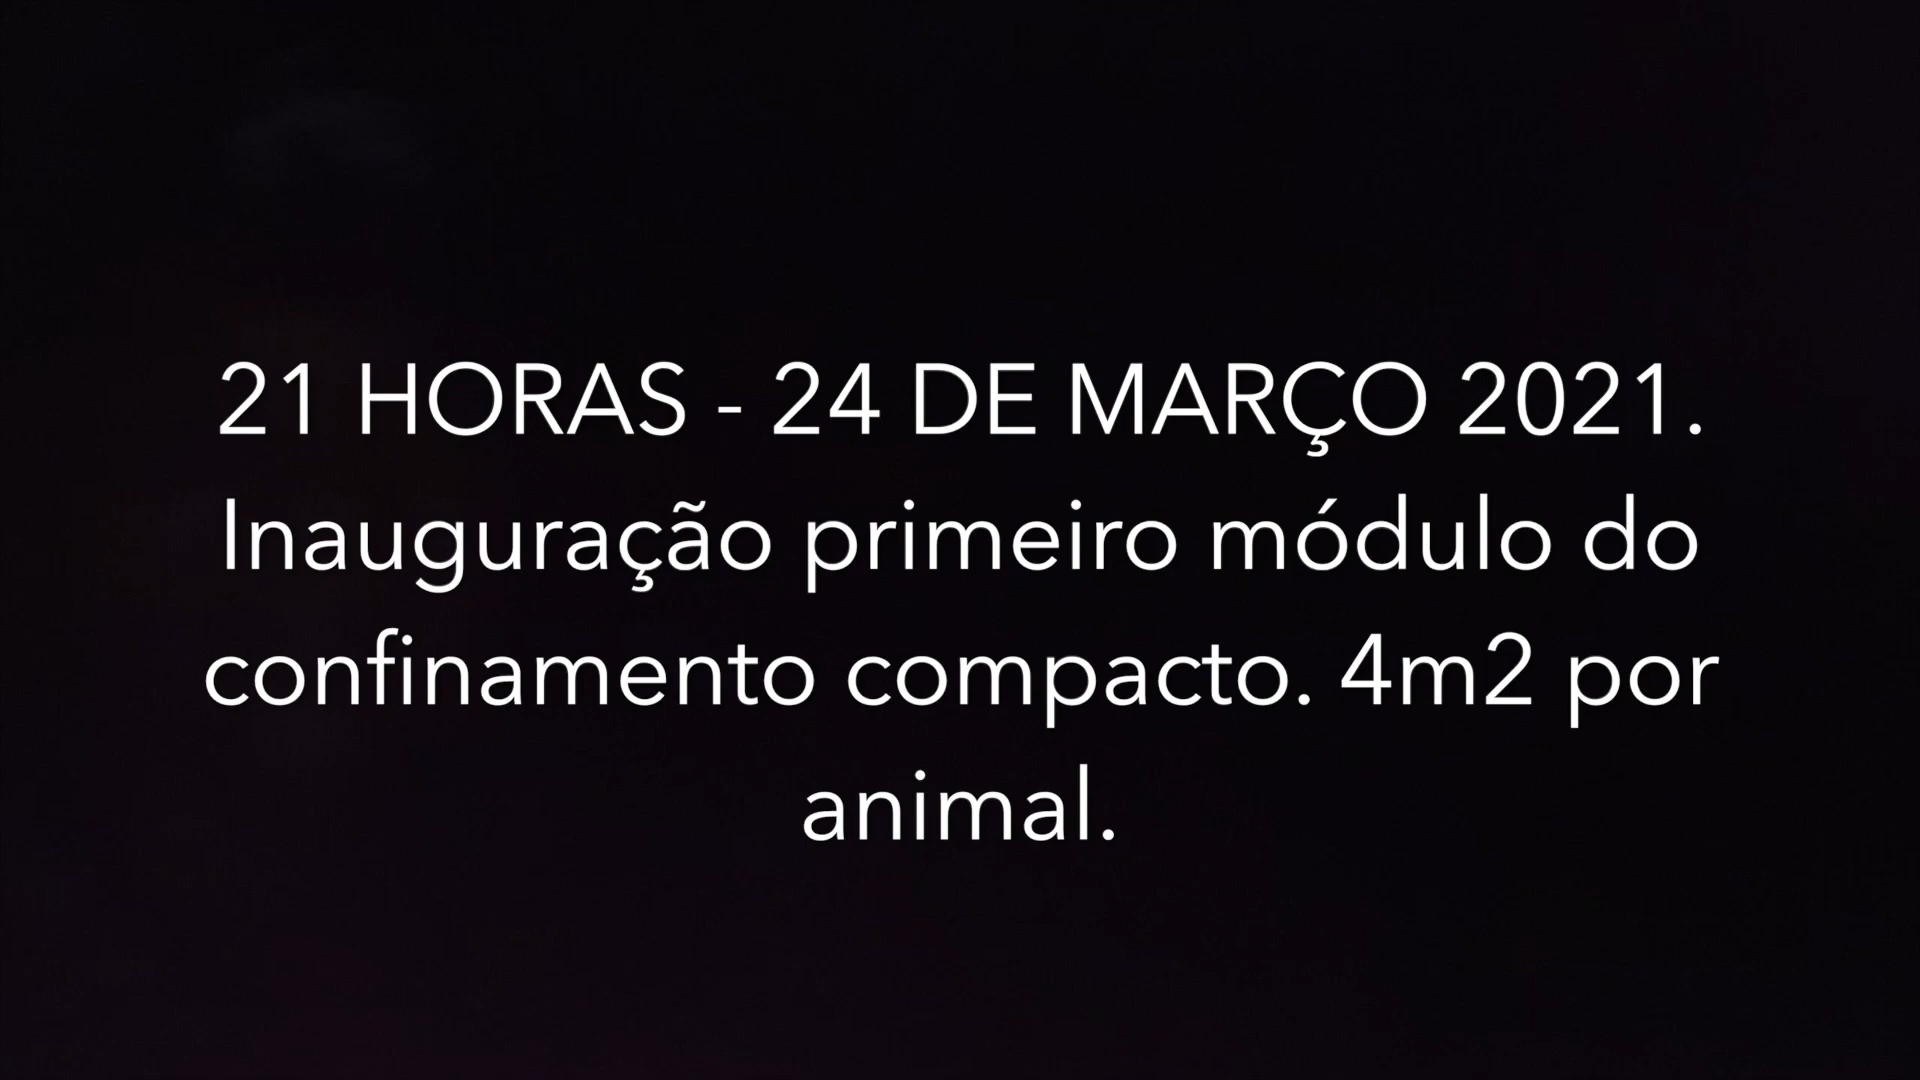 21 HORAS - 24 DE MARÇO 2021.
Inauguração primeiro módulo do
confinamento compacto. 4m2 por
animal.